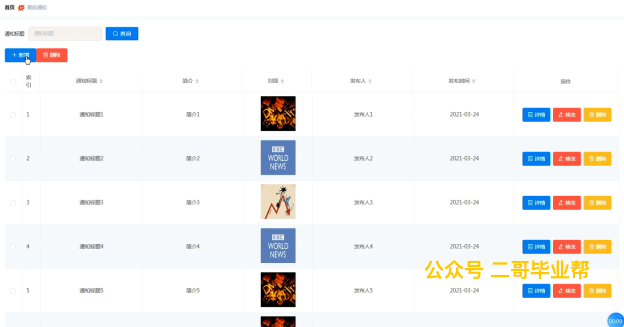 首页 通知通知
通知标题 通知标题 查询
+ 新增 删除
索引 通知标题 简介 封面 发布人 发布时间 操作
1 通知标题1 简介1 发布人1 2021-03-24 详情 修改 删除
2 通知标题2 简介2 BBC WORLD NEWS 发布人2 2021-03-24 详情 修改 删除
3 通知标题3 简介3 发布人3 2021-03-24 详情 修改 删除
4 通知标题4 简介4 BBC WORLD NEWS 发布人4 2021-03-24 详情 修改 删除
公众号 二哥毕业帮
5 通知标题5 简介5 发布人5 2021-03-24 详情 修改 删除
00:09